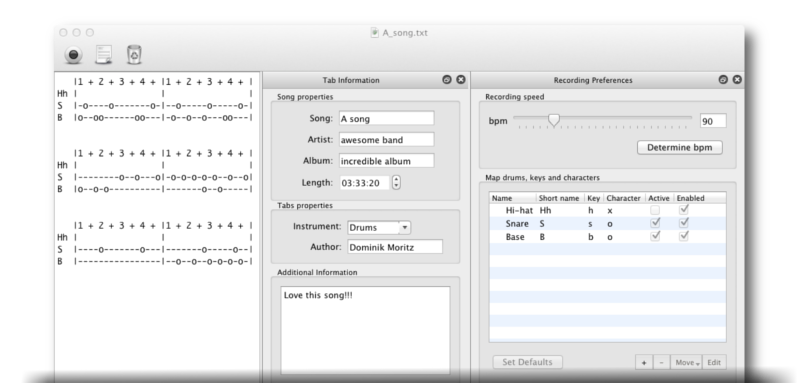 A_song.txt
|1 + 2 + 3 + 4 + |1 + 2 + 3 + 4 + |
Hh |                |                |
S  |-o----o-------o-|--o-----o-----o-|
B  |o--oo------oo---|-o--o--o---oo---|
|1 + 2 + 3 + 4 + |1 + 2 + 3 + 4 + |
Hh |                |                |
S  |--------o--o----|-o-o-o-o-o--o--o|
B  |o--o-o----------|----------------|
|1 + 2 + 3 + 4 + |1 + 2 + 3 + 4 + |
Hh |                |                |
S  |----o-------o---|------o-----o---|
B  |----------------|--o--o--o-o-o-o-|
Tab Information
Song properties
Song: A song
Artist: awesome band
Album: incredible album
Length: 03:33:20
Tabs properties
Instrument: Drums
Author: Dominik Moritz
Additional Information
Love this song!!!
Recording Preferences
Recording speed
bpm 90
Determine bpm
Map drums, keys and characters
Name Short name Key Character Active Enabled
Hi-hat Hh h x
Snare S s o
Base B b o
Set Defaults + - Move Edit